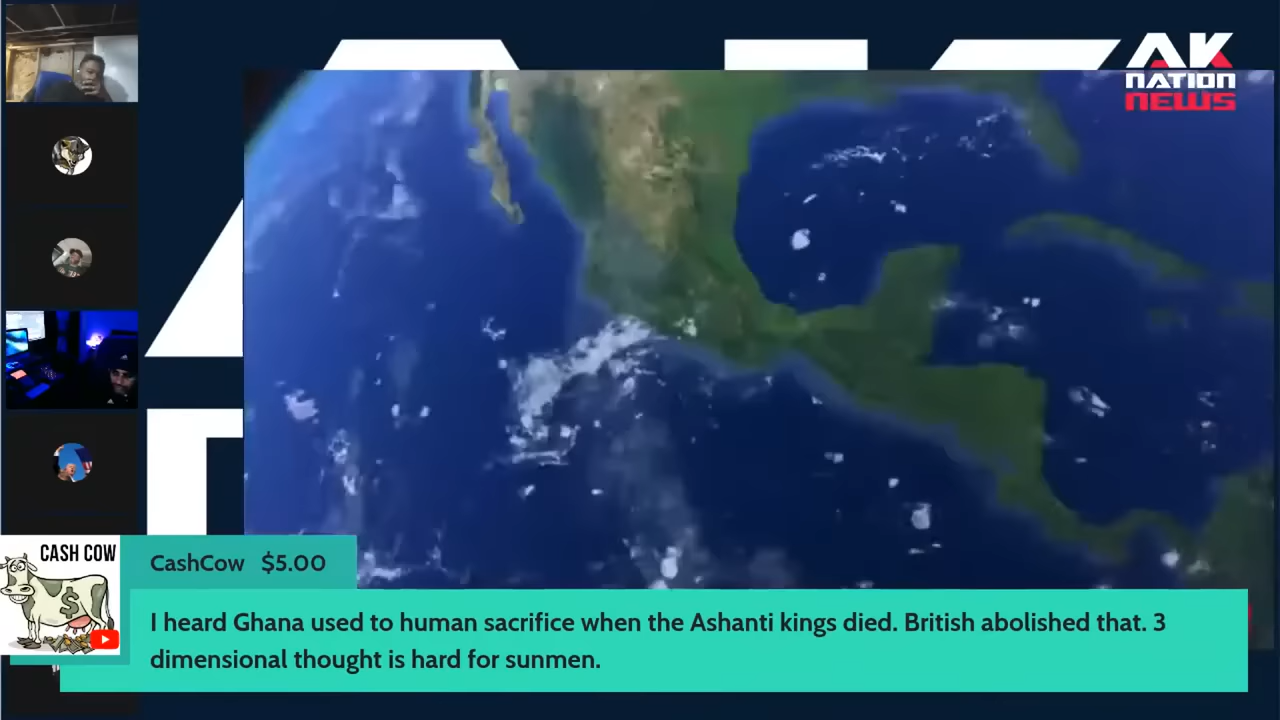 AK
NATION
NEWS
CASH COW
$
CashCow $5.00
I heard Ghana used to human sacrifice when the Ashanti kings died. British abolished that. 3
dimensional thought is hard for sunmen.